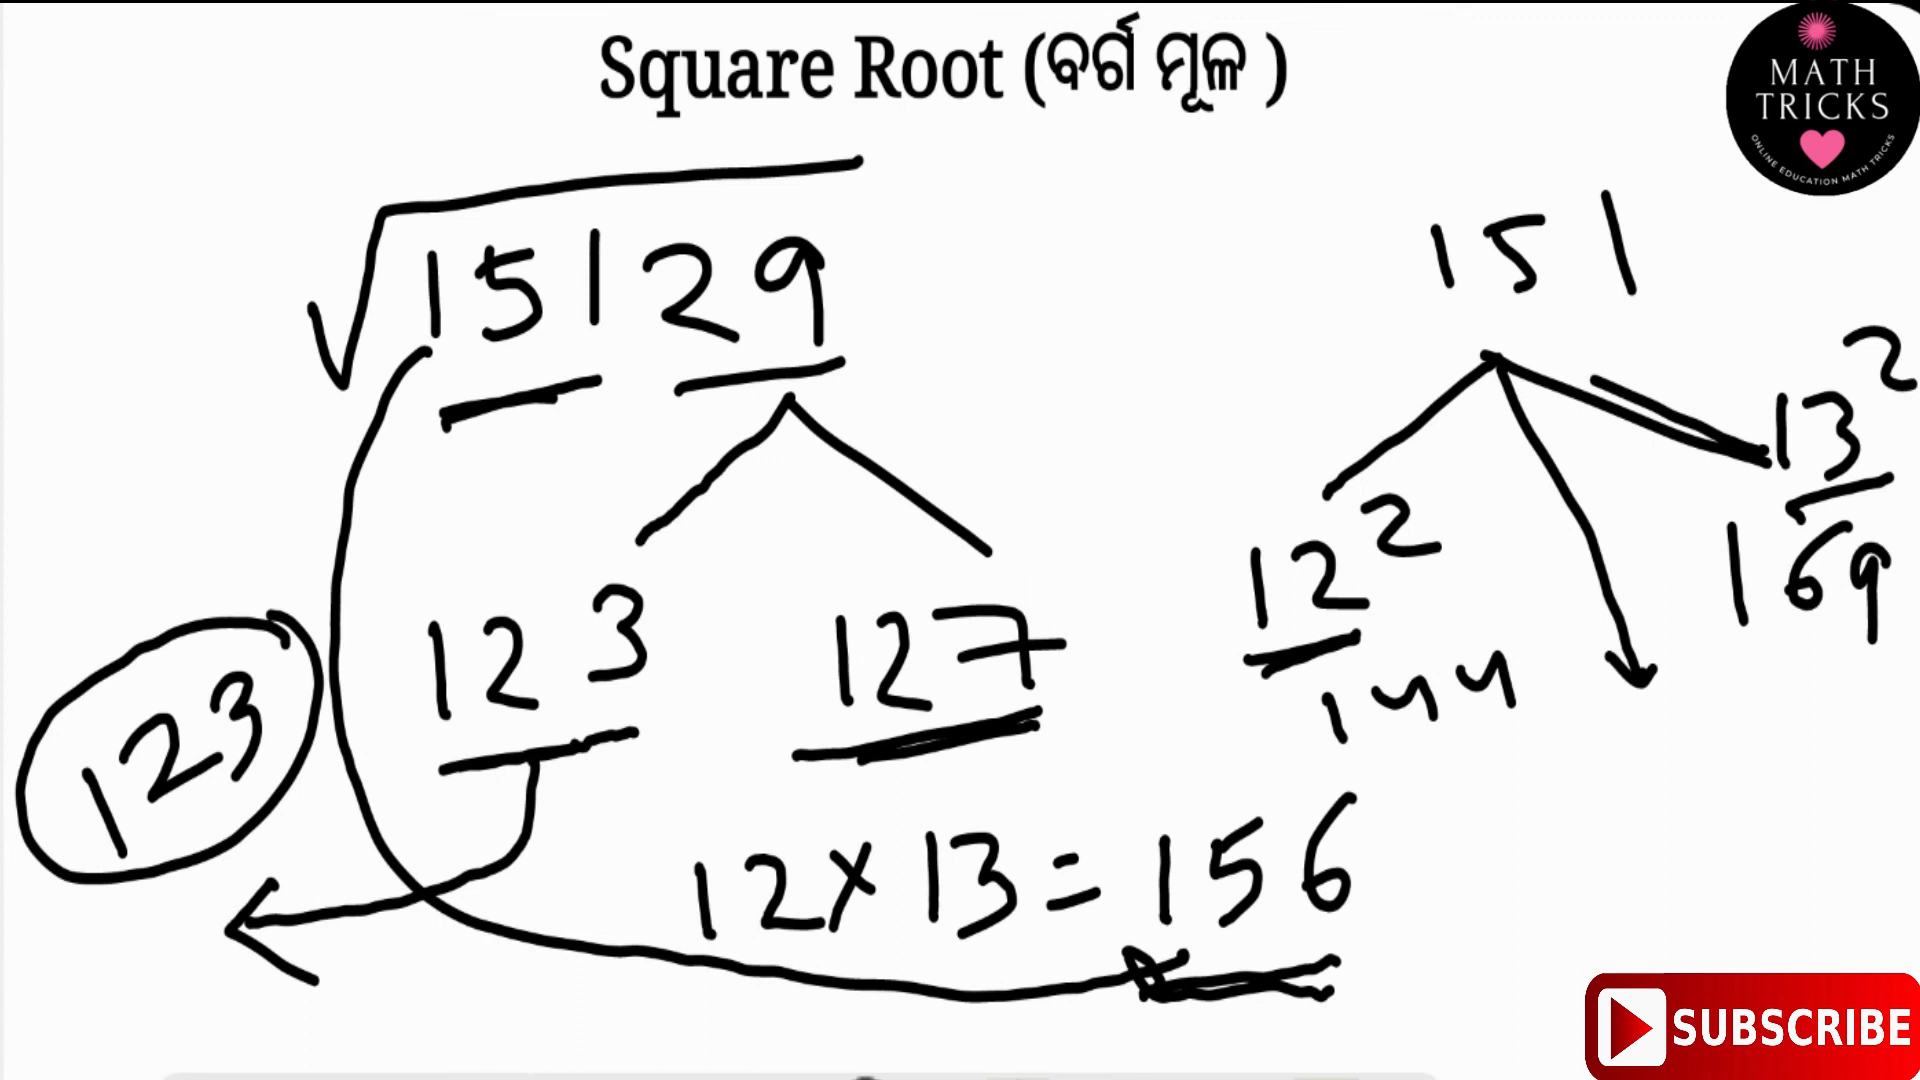 Square Root (ବର୍ଗ ମୂଳ )
MATH
TRICKS
ONLINE EDUCATION MATH TRICKS
√15129
151
13²
169
12²
144
123
127
123
12×13=156
SUBSCRIBE